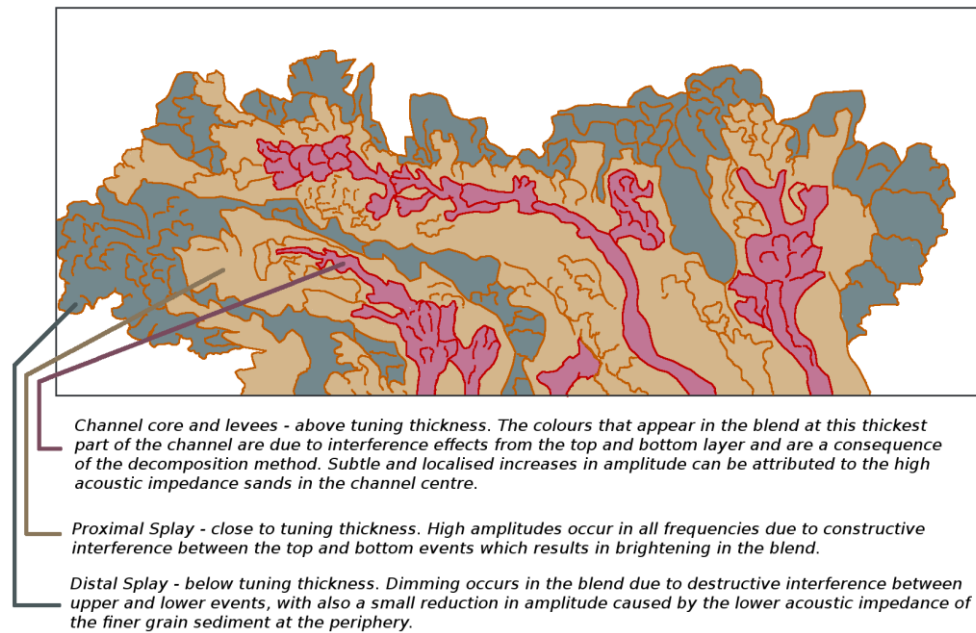 Channel core and levees - above tuning thickness. The colours that appear in the blend at this thickest
part of the channel are due to interference effects from the top and bottom layer and are a consequence
of the decomposition method. Subtle and localised increases in amplitude can be attributed to the high
acoustic impedance sands in the channel centre.
Proximal Splay - close to tuning thickness. High amplitudes occur in all frequencies due to constructive
interference between the top and bottom events which results in brightening in the blend.
Distal Splay - below tuning thickness. Dimming occurs in the blend due to destructive interference between
upper and lower events, with also a small reduction in amplitude caused by the lower acoustic impedance of
the finer grain sediment at the periphery.